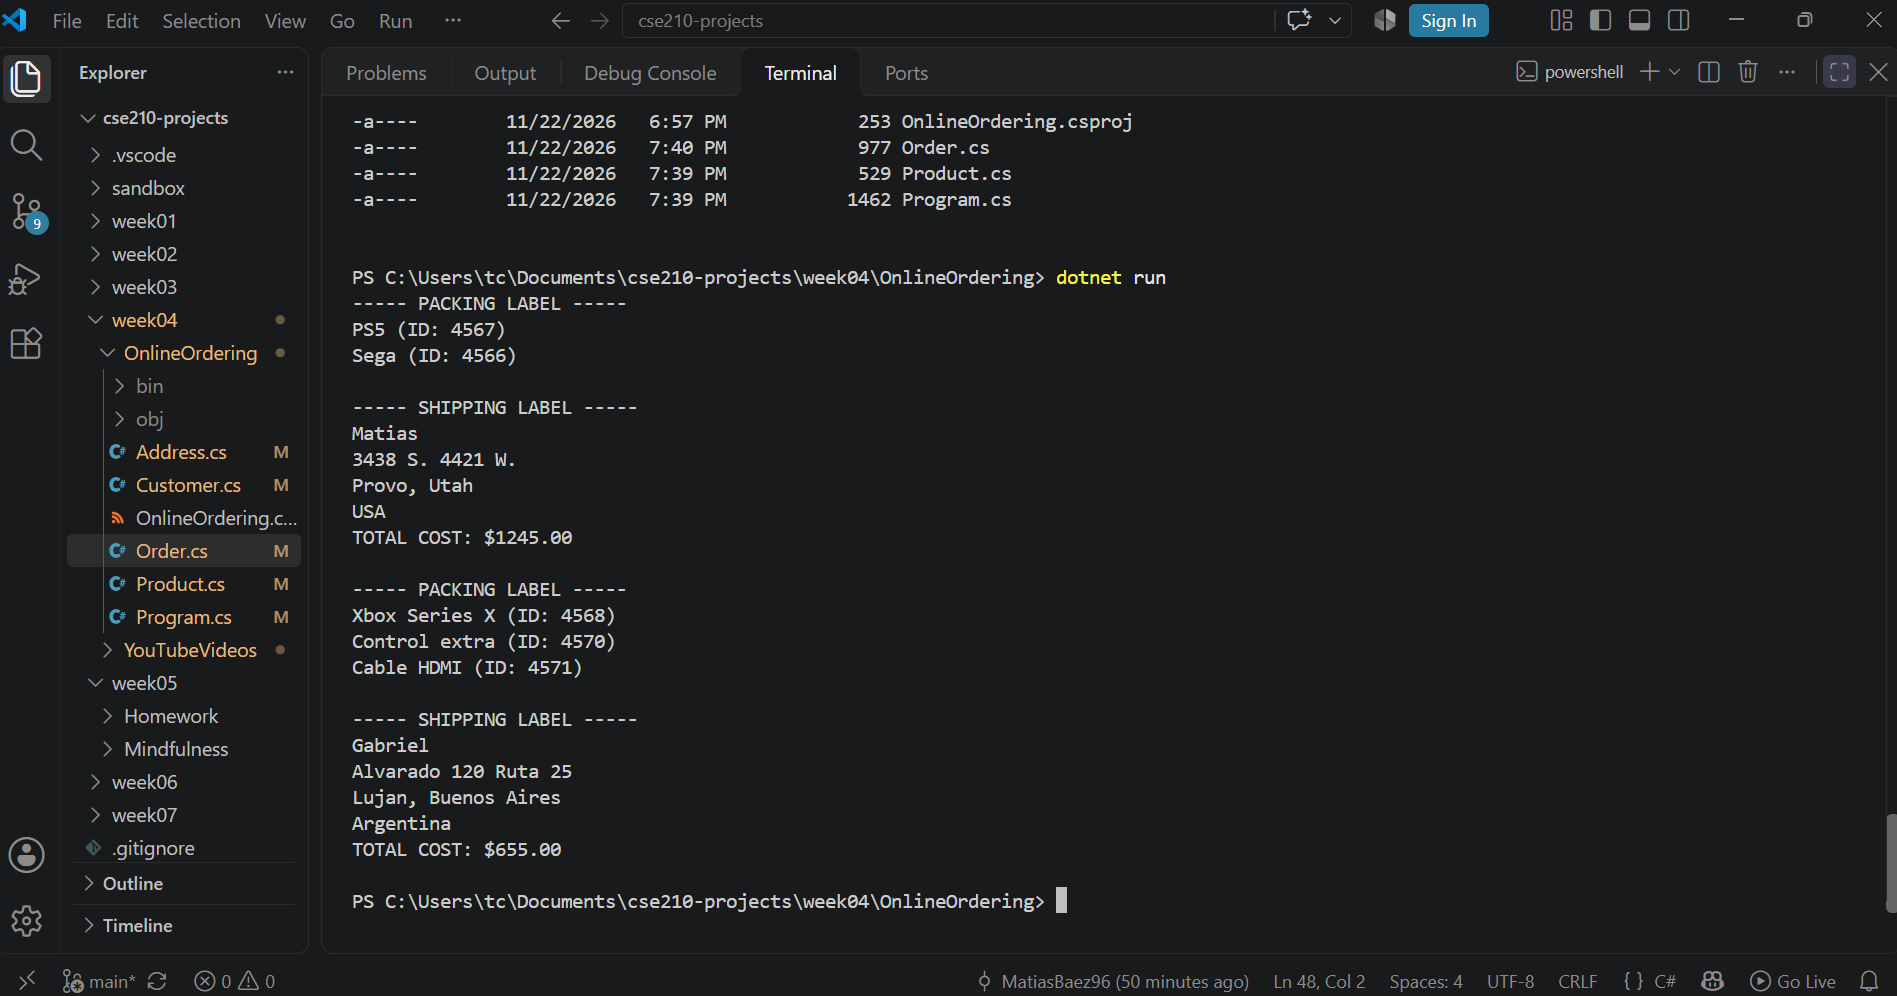 File Edit Selection View Go Run ··· cse210-projects Sign In
Explorer ···
cse210-projects
.vscode
sandbox
week01
week02
week03
week04
OnlineOrdering
bin
obj
Address.cs M
Customer.cs M
OnlineOrdering.c...
Order.cs M
Product.cs M
Program.cs M
YouTubeVideos
week05
Homework
Mindfulness
week06
week07
.gitignore
Outline
Timeline
9
Problems Output Debug Console Terminal Ports powershell ···
-a---- 11/22/2026 6:57 PM 253 OnlineOrdering.csproj
-a---- 11/22/2026 7:40 PM 977 Order.cs
-a---- 11/22/2026 7:39 PM 529 Product.cs
-a---- 11/22/2026 7:39 PM 1462 Program.cs
PS C:\Users\tc\Documents\cse210-projects\week04\OnlineOrdering> dotnet run
----- PACKING LABEL -----
PS5 (ID: 4567)
Sega (ID: 4566)
----- SHIPPING LABEL -----
Matias
3438 S. 4421 W.
Provo, Utah
USA
TOTAL COST: $1245.00
----- PACKING LABEL -----
Xbox Series X (ID: 4568)
Control extra (ID: 4570)
Cable HDMI (ID: 4571)
----- SHIPPING LABEL -----
Gabriel
Alvarado 120 Ruta 25
Lujan, Buenos Aires
Argentina
TOTAL COST: $655.00
PS C:\Users\tc\Documents\cse210-projects\week04\OnlineOrdering>
main* 0 0 MatiasBaez96 (50 minutes ago) Ln 48, Col 2 Spaces: 4 UTF-8 CRLF {} C# Go Live